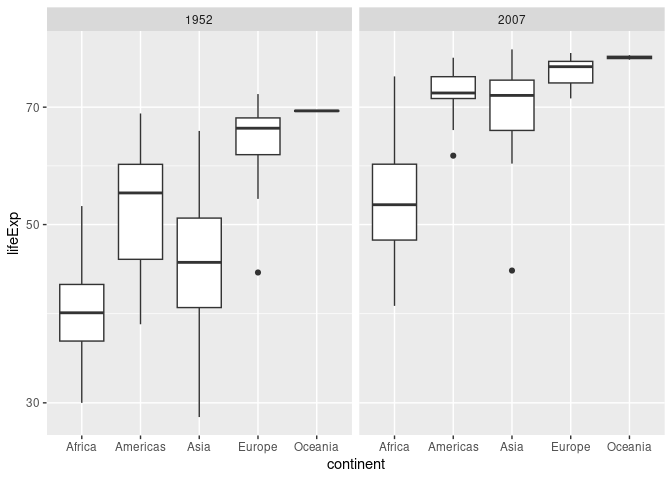 1952
2007
70
50
30
lifeExp
Africa Americas Asia Europe Oceania
Africa Americas Asia Europe Oceania
continent